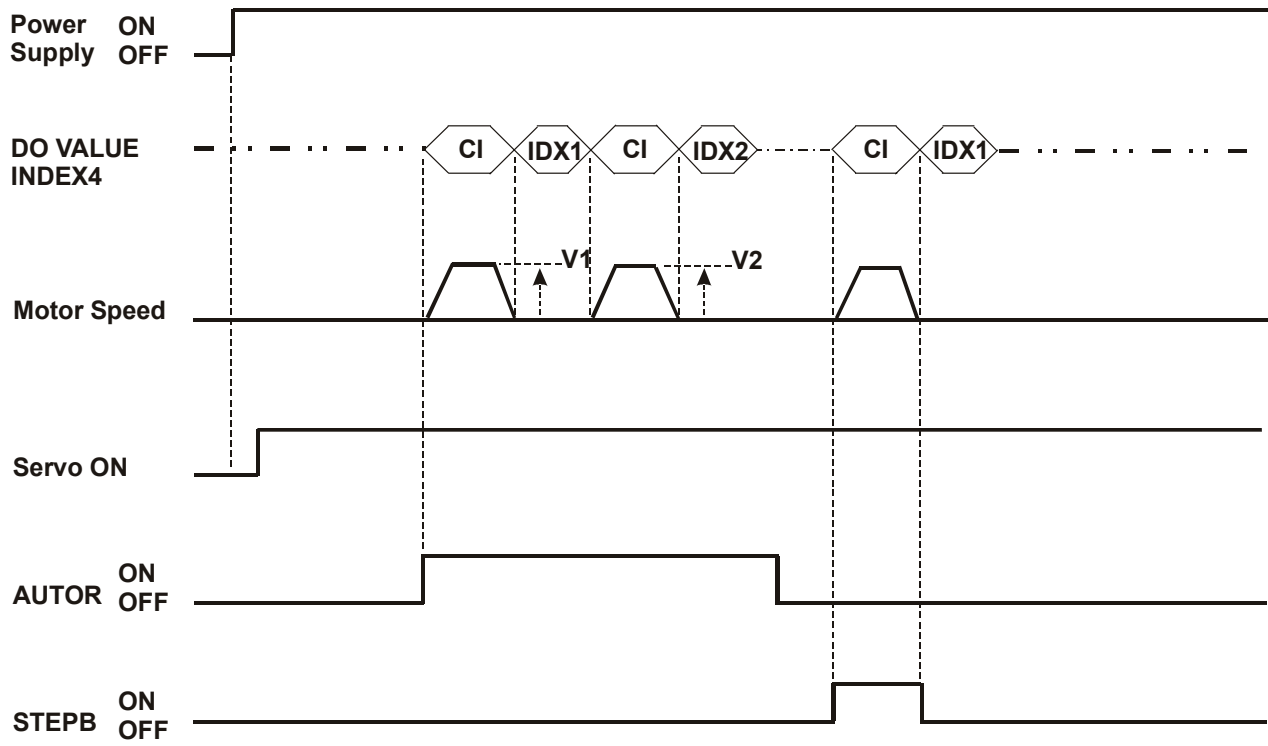 Power ON
Supply OFF
DO VALUE
INDEX4
CI IDX1 CI IDX2 CI IDX1
V1 V2
Motor Speed
Servo ON
ON
AUTOR OFF
ON
STEPB OFF